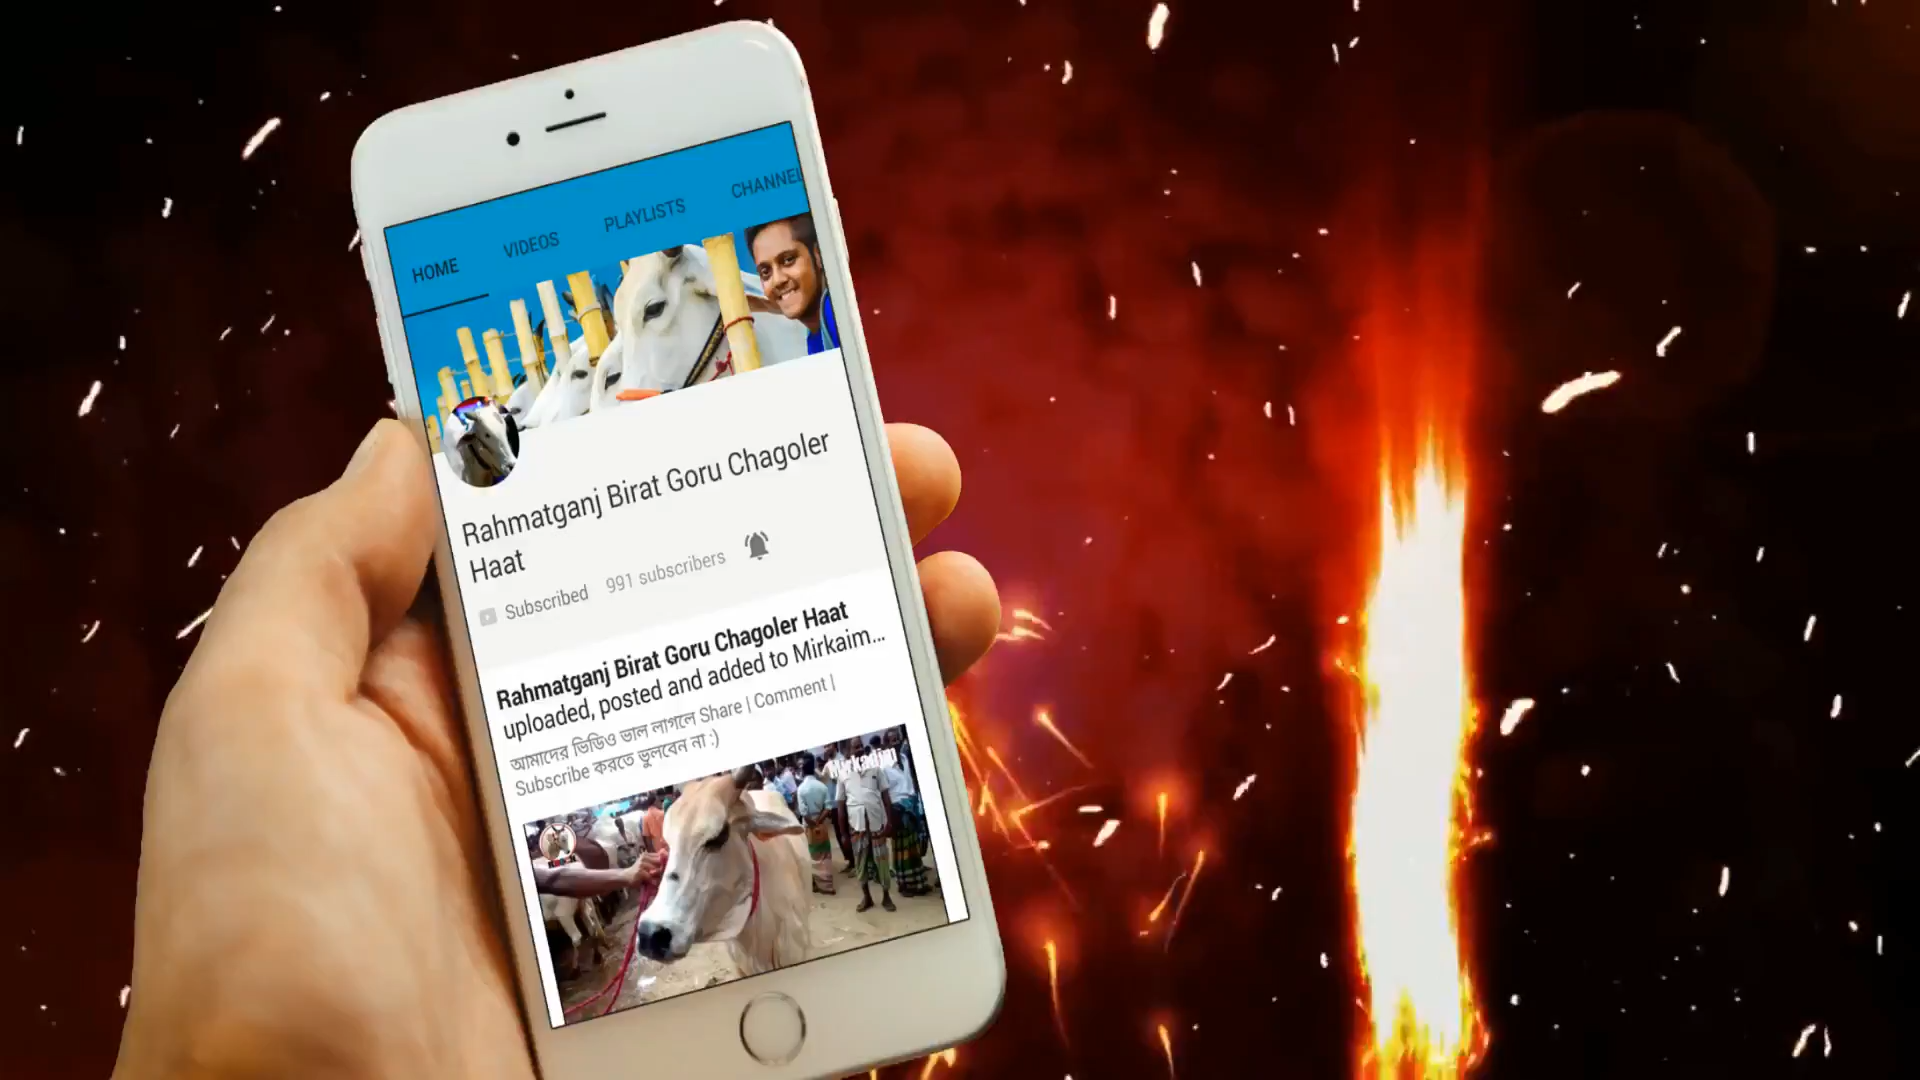 HOME VIDEOS PLAYLISTS CHANNEL
Rahmatganj Birat Goru Chagoler
Haat
Subscribed 991 subscribers
Rahmatganj Birat Goru Chagoler Haat
uploaded, posted and added to Mirkaim...
আমাদের ভিডিও ভাল লাগলে Share | Comment |
Subscribe করতে ভুলবেন না :)